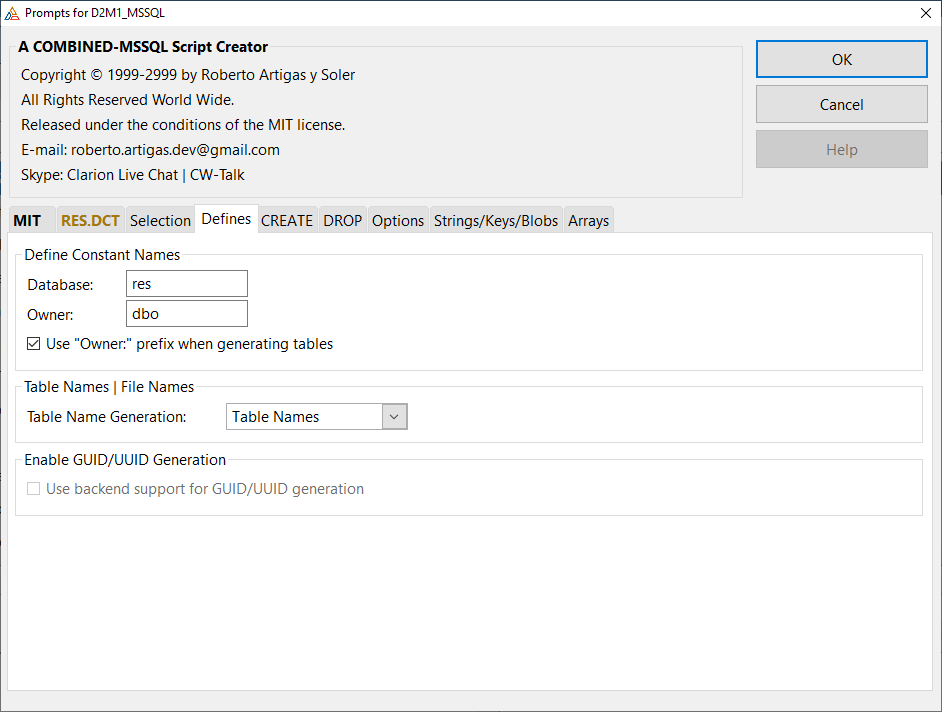 Prompts for D2M1_MSSQL
A COMBINED-MSSQL Script Creator
Copyright © 1999-2999 by Roberto Artigas y Soler
All Rights Reserved World Wide.
Released under the conditions of the MIT license.
E-mail: roberto.artigas.dev@gmail.com
Skype: Clarion Live Chat | CW-Talk
OK
Cancel
Help
MIT RES.DCT Selection Defines CREATE DROP Options Strings/Keys/Blobs Arrays
Define Constant Names
Database: res
Owner: dbo
Use "Owner:" prefix when generating tables
Table Names | File Names
Table Name Generation: Table Names
Enable GUID/UUID Generation
Use backend support for GUID/UUID generation